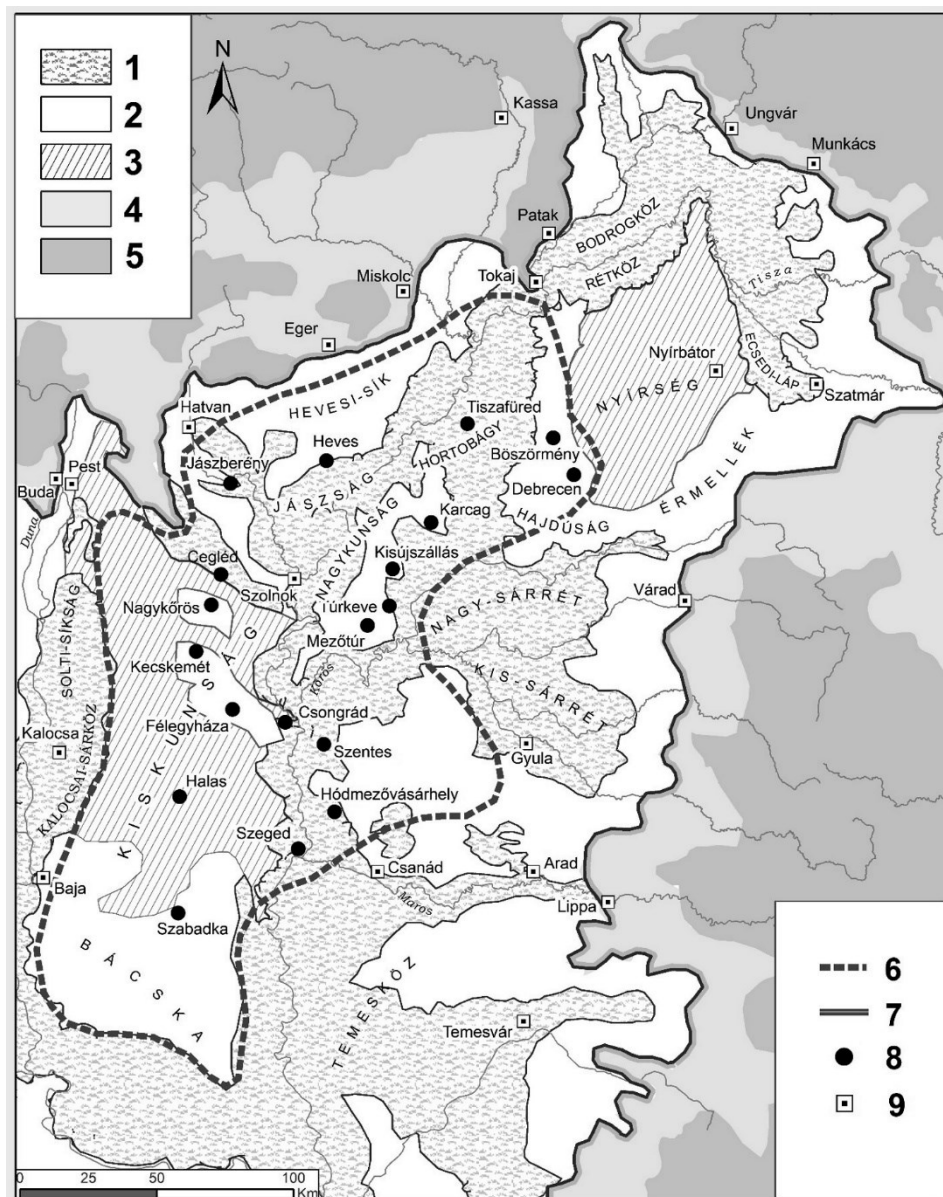 1
2
3
4
5
N
Kassa
Ungvár
Munkács
Patak
BODROGKÖZ
RÉTKÖZ
Tokaj
Miskolc
Tisza
Eger
ECSEDI-LÁP
Nyírbátor
Szatmár
NYÍRSÉG
HEVESI-SÍK
Hatvan
Tiszafüred
Heves
HORTOBÁGY
Böszörmény
Jászberény
Pest
Buda
JÁSZSÁG
Debrecen
ÉRMELLÉK
Karcag
HAJDÚSÁG
Duna
NAGYKUNSÁG
Cegléd
Kisújszállás
Szolnok
Várad
Nagykőrös
Túrkeve
NAGY-SÁRRÉT
SOLTI-SÍKSÁG
Mezőtúr
Kecskemét
Körös
KIS-SÁRRÉT
Félegyháza
Csongrád
Kalocsa
Szentes
Gyula
KALOCSAI-SÁRKÖZ
Halas
KISKUNSÁG
Hódmezővásárhely
Szeged
Csanád
Arad
Baja
Maros
Lippa
Szabadka
BÁCSKA
TEMESKÖZ
Temesvár
6
7
8
9
0 25 50 100
Km